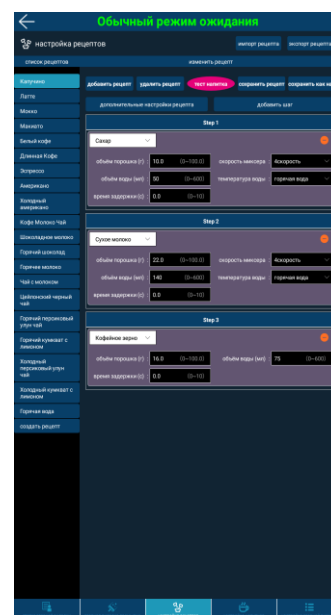 Обычный режим ожидания
настройка рецептов
импорт рецепта экспорт рецепта
список рецептов изменить рецепт
Капучино
Латте
Мокко
Макиато
Белый кофе
Длинная Кофе
Эспрессо
Американо
Холодный американо
Кофе Молоко Чай
Шоколадное молоко
Горячий шоколад
Горячее молоко
Чай с молоком
Цейлонский черный чай
Горячий персиковый улун чай
Горячий кумкват с лимоном
Холодный персиковый улун чай
Холодный кумкват с лимоном
Горячая вода
создать рецепт
добавить рецепт удалить рецепт тест напитка сохранить рецепт сохранить как но
дополнительные настройки рецепта добавить шаг
Step 1
Сахар
объём порошка (г) : 10.0 (0~100.0) скорость миксера : 4скорость
объём воды (мл) : 50 (0~600) температура воды : горячая вода
время задержки (с) : 0.0 (0~10)
Step 2
Сухое молоко
объём порошка (г) : 22.0 (0~100.0) скорость миксера : 4скорость
объём воды (мл) : 140 (0~600) температура воды : горячая вода
время задержки (с) : 0.0 (0~10)
Step 3
Кофейное зерно
объём порошка (г) : 16.0 (0~100.0) объём воды (мл) : 75 (0~600)
время задержки (с) : 0.0 (0~10)